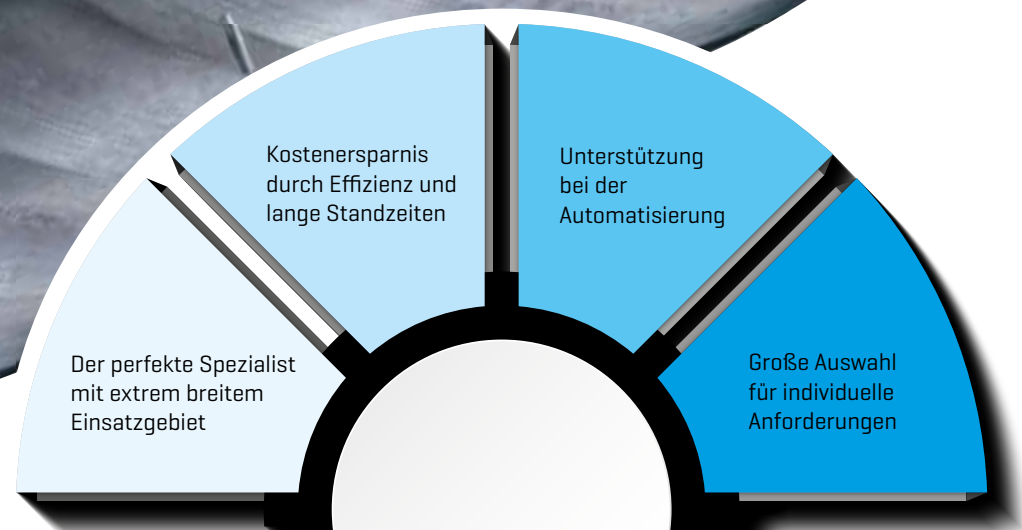 Der perfekte Spezialist
mit extrem breitem
Einsatzgebiet
Kostenersparnis
durch Effizienz und
lange Standzeiten
Unterstützung
bei der
Automatisierung
Große Auswahl
für individuelle
Anforderungen